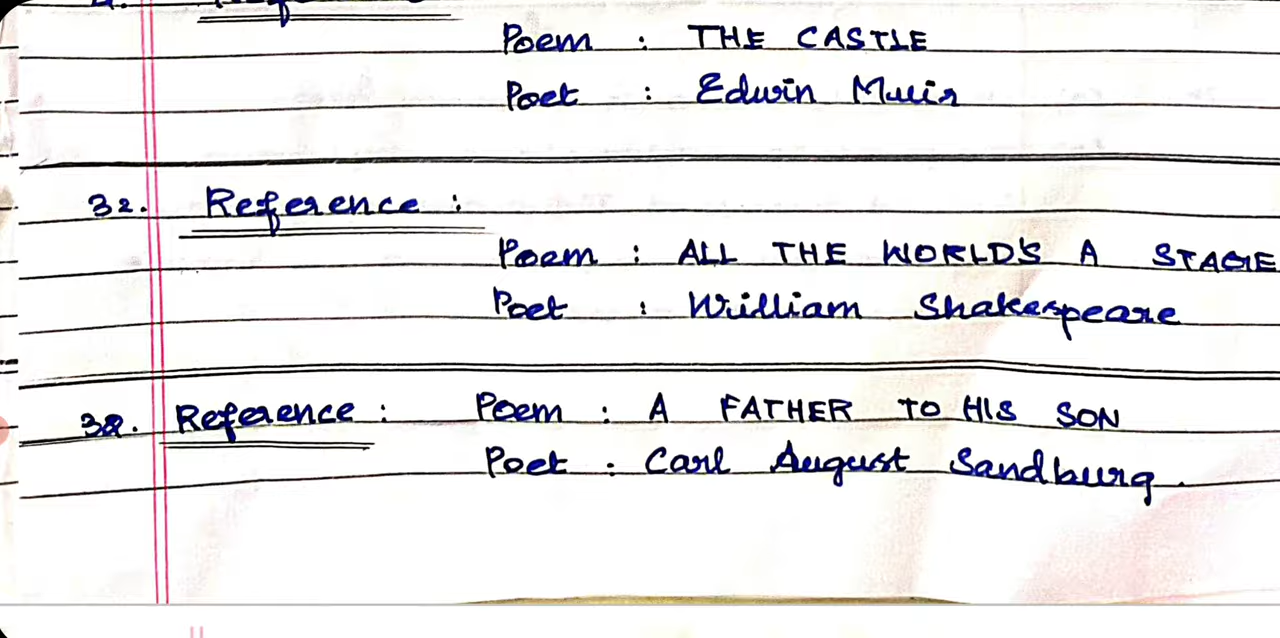 Poem : THE CASTLE
Poet : Edwin Muir
32. Reference :
Poem : ALL THE WORLD'S A STAGE
Poet : William Shakespeare
38. Reference : Poem : A FATHER TO HIS SON
Poet : Carl August Sandburg.